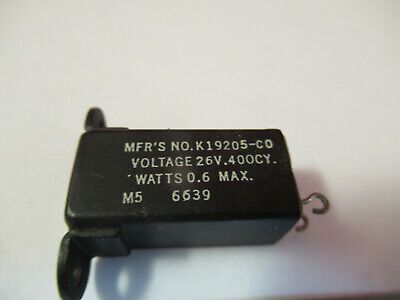 MFR'S NO.K19205-CO
VOLTAGE 26V.400CY.
WATTS 0.6 MAX.
M5 6639